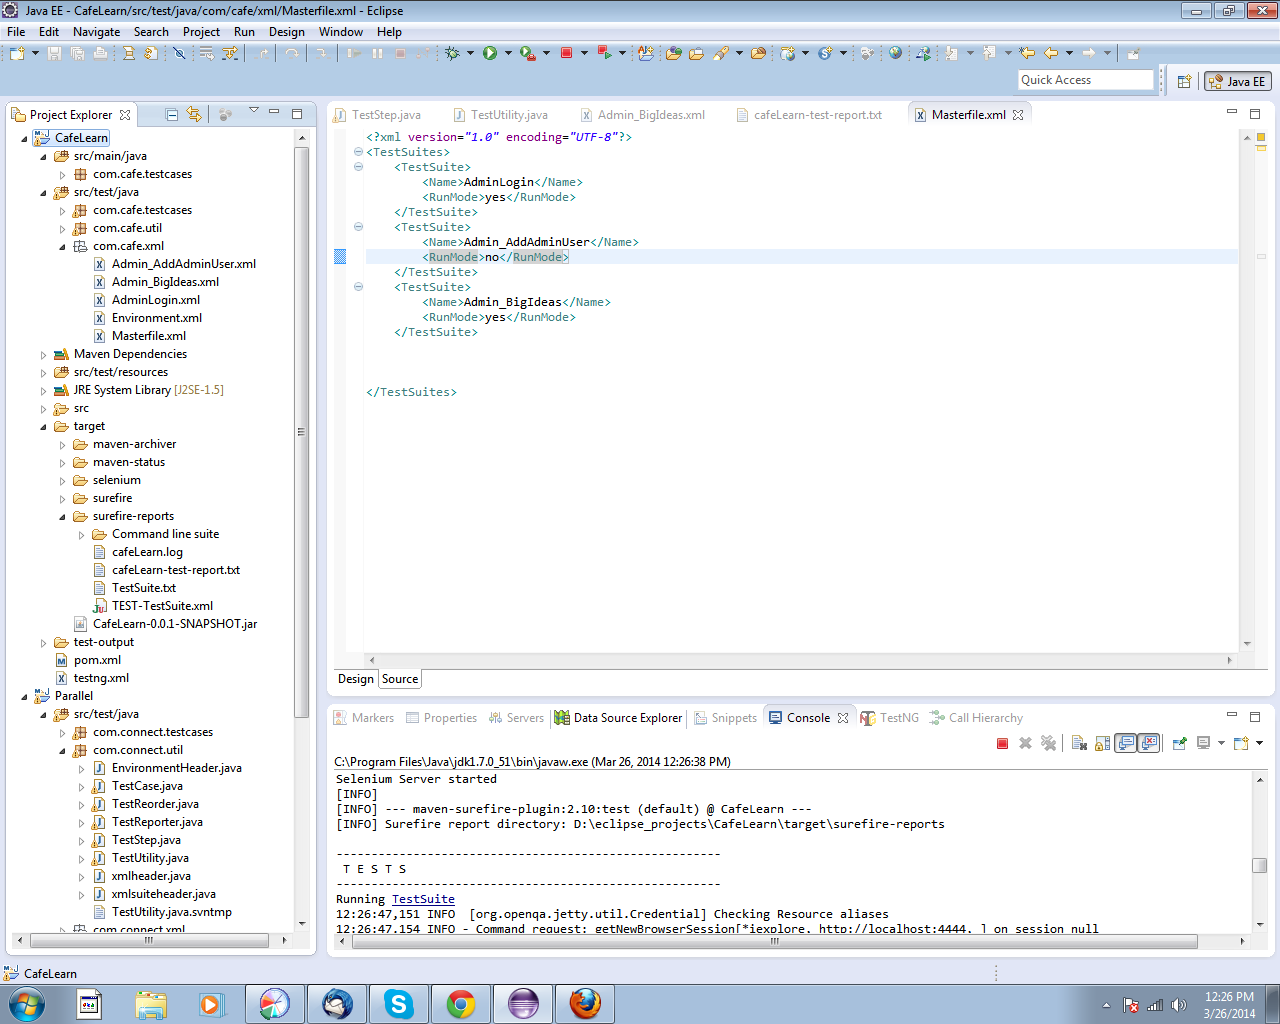 Java EE - CafeLearn/src/test/java/com/cafe/xml/Masterfile.xml - Eclipse
File Edit Navigate Search Project Run Design Window Help
Quick Access
Java EE
Project Explorer
CafeLearn
src/main/java
com.cafe.testcases
src/test/java
com.cafe.testcases
com.cafe.util
com.cafe.xml
Admin_AddAdminUser.xml
Admin_BigIdeas.xml
AdminLogin.xml
Environment.xml
Masterfile.xml
Maven Dependencies
src/test/resources
JRE System Library [J2SE-1.5]
src
target
maven-archiver
maven-status
selenium
surefire
surefire-reports
Command line suite
cafeLearn.log
cafeLearn-test-report.txt
TestSuite.txt
TEST-TestSuite.xml
CafeLearn-0.0.1-SNAPSHOT.jar
test-output
pom.xml
testng.xml
Parallel
src/test/java
com.connect.testcases
com.connect.util
EnvironmentHeader.java
TestCase.java
TestReorder.java
TestReporter.java
TestStep.java
TestUtility.java
xmlheader.java
xmlsuiteheader.java
TestUtility.java.svntmp
com.connect.xml
TestStep.java TestUtility.java Admin_BigIdeas.xml cafeLearn-test-report.txt Masterfile.xml
<?xml version="1.0" encoding="UTF-8"?>
<TestSuites>
<TestSuite>
<Name>AdminLogin</Name>
<RunMode>yes</RunMode>
</TestSuite>
<TestSuite>
<Name>Admin_AddAdminUser</Name>
<RunMode>no</RunMode>
</TestSuite>
<TestSuite>
<Name>Admin_BigIdeas</Name>
<RunMode>yes</RunMode>
</TestSuite>
</TestSuites>
Design Source
Markers Properties Servers Data Source Explorer Snippets Console TestNG Call Hierarchy
C:\Program Files\Java\jdk1.7.0_51\bin\javaw.exe (Mar 26, 2014 12:26:38 PM)
Selenium Server started
[INFO]
[INFO] --- maven-surefire-plugin:2.10:test (default) @ CafeLearn ---
[INFO] Surefire report directory: D:\eclipse_projects\CafeLearn\target\surefire-reports
-------------------------------------------------------
T E S T S
-------------------------------------------------------
Running TestSuite
12:26:47,151 INFO [org.openqa.jetty.util.Credential] Checking Resource aliases
12:26:47,154 INFO - Command request: getNewBrowserSession[*iexplore, http://localhost:4444, ] on session null
CafeLearn
12:26 PM
3/26/2014